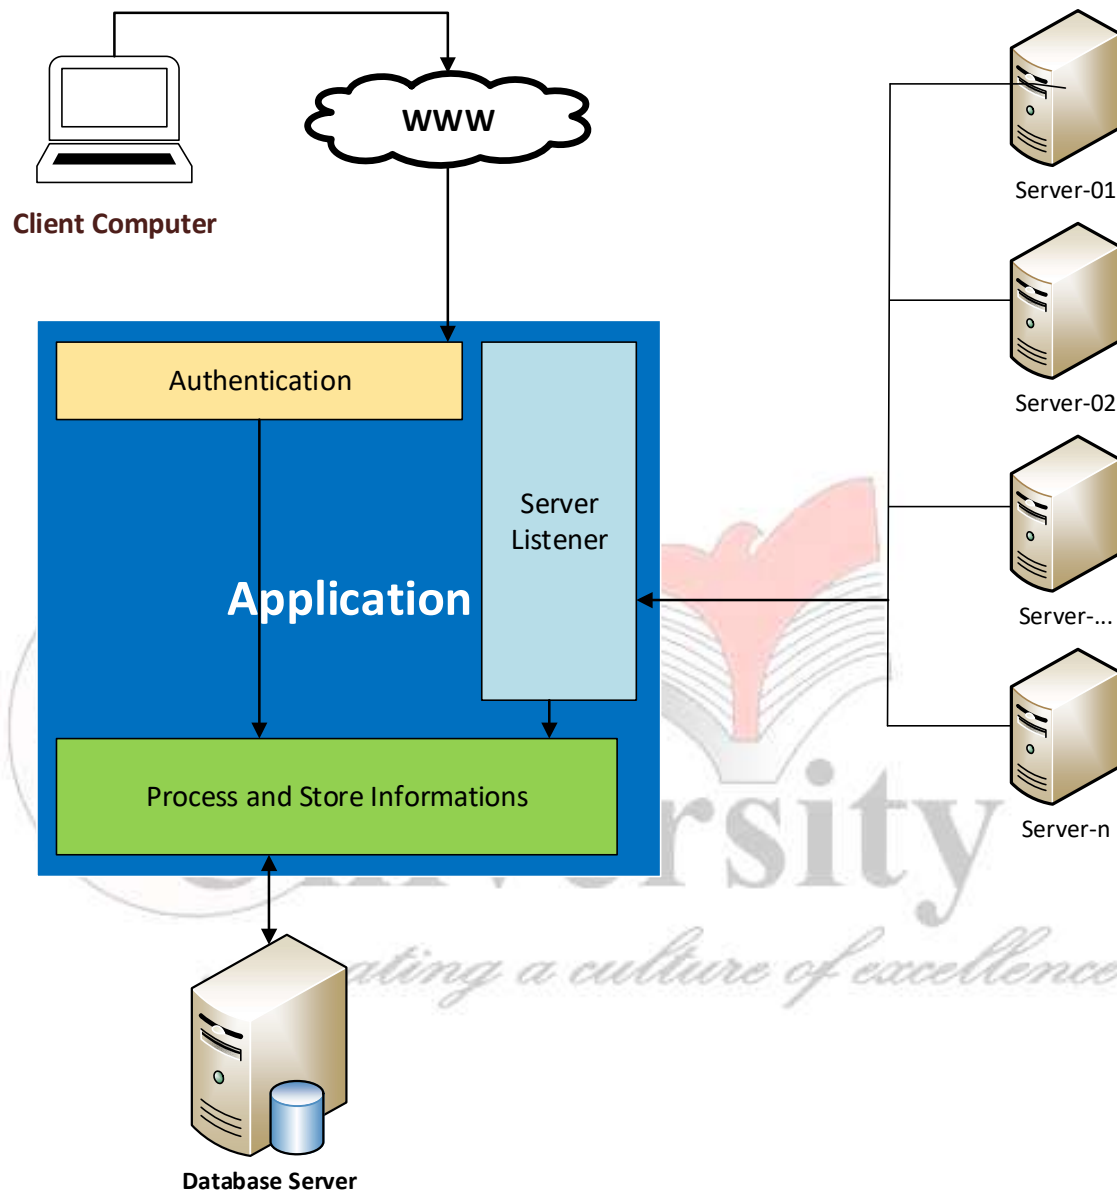 WWW
Client Computer
Server-01
Authentication
Server-02
Server
Listener
Application
Server-...
Process and Store Informations
Server-n
ating a culture of excellence
Database Server